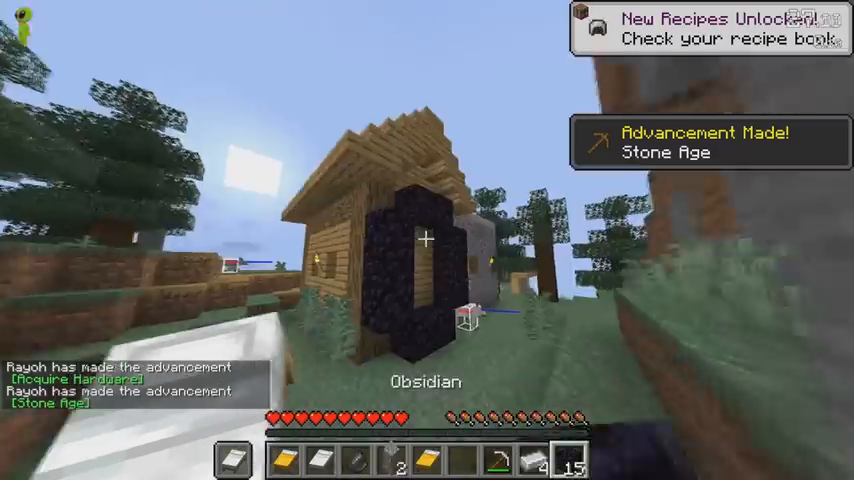 New Recipes Unlocked!
Check your recipe book
Advancement Made!
Stone Age
Rayoh has made the advancement
[Acquire Hardware]
Rayoh has made the advancement
[Stone Age]
Obsidian
2
4
15